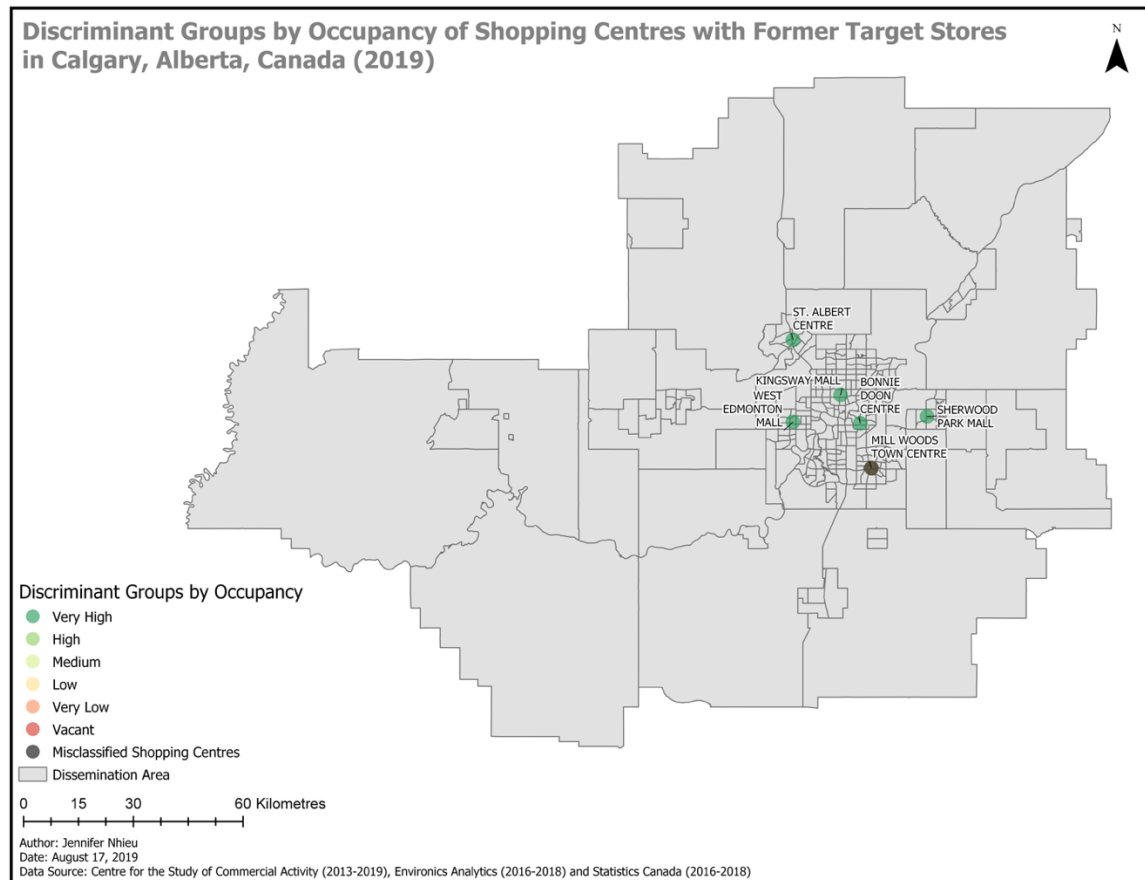 Discriminant Groups by Occupancy of Shopping Centres with Former Target Stores
in Calgary, Alberta, Canada (2019)
N
ST. ALBERT
CENTRE
KINGSWAY MALL
BONNIE
DOON
CENTRE
WEST
EDMONTON
MALL
SHERWOOD
PARK MALL
MILL WOODS
TOWN CENTRE
Discriminant Groups by Occupancy
Very High
High
Medium
Low
Very Low
Vacant
Misclassified Shopping Centres
Dissemination Area
0 15 30 60 Kilometres
Author: Jennifer Nhieu
Date: August 17, 2019
Data Source: Centre for the Study of Commercial Activity (2013-2019), Environics Analytics (2016-2018) and Statistics Canada (2016-2018)